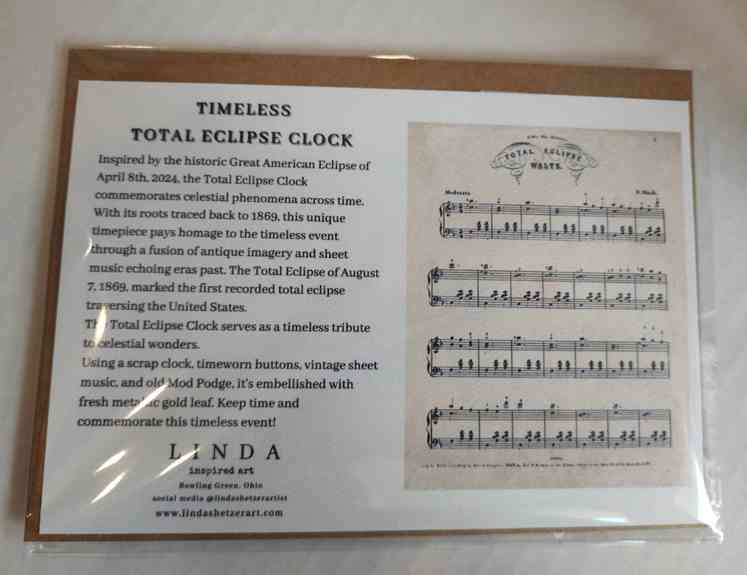 TIMELESS
TOTAL ECLIPSE CLOCK
Inspired by the historic Great American Eclipse of
April 8th, 2024, the Total Eclipse Clock
commemorates celestial phenomena across time.
With its roots traced back to 1869, this unique
timepiece pays homage to the timeless event
through a fusion of antique imagery and sheet
music echoing eras past. The Total Eclipse of August
7, 1869, marked the first recorded total eclipse
traversing the United States.
The Total Eclipse Clock serves as a timeless tribute
to celestial wonders.
Using a scrap clock, timeworn buttons, vintage sheet
music, and old Mod Podge, it's embellished with
fresh metallic gold leaf. Keep time and
commemorate this timeless event!
LINDA
inspired art
Bowling Green, Ohio
social media @lindashetzerartist
www.lindashetzerart.com
TOTAL ECLIPSE
WALTZ.
Moderato